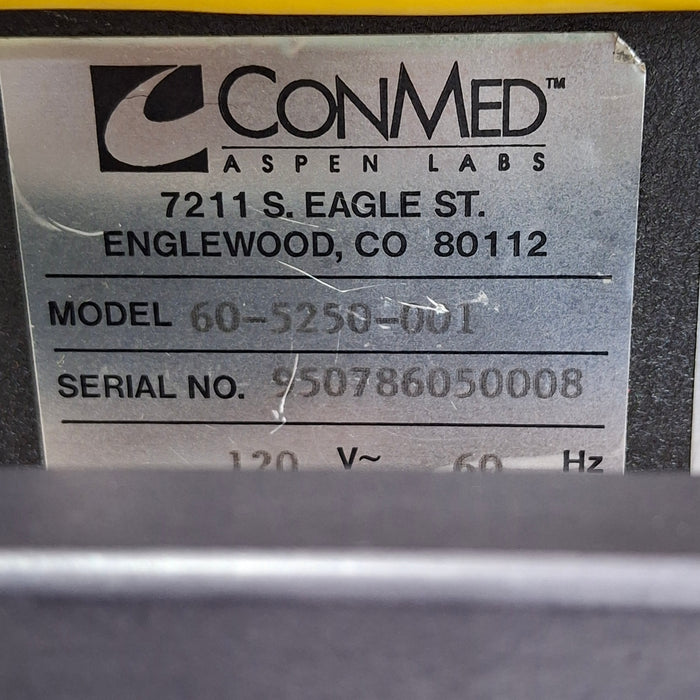 CONMED™
ASPEN LABS
7211 S. EAGLE ST.
ENGLEWOOD, CO 80112
MODEL 60-5250-001
SERIAL NO. 950786050008
120 V~ 60 Hz